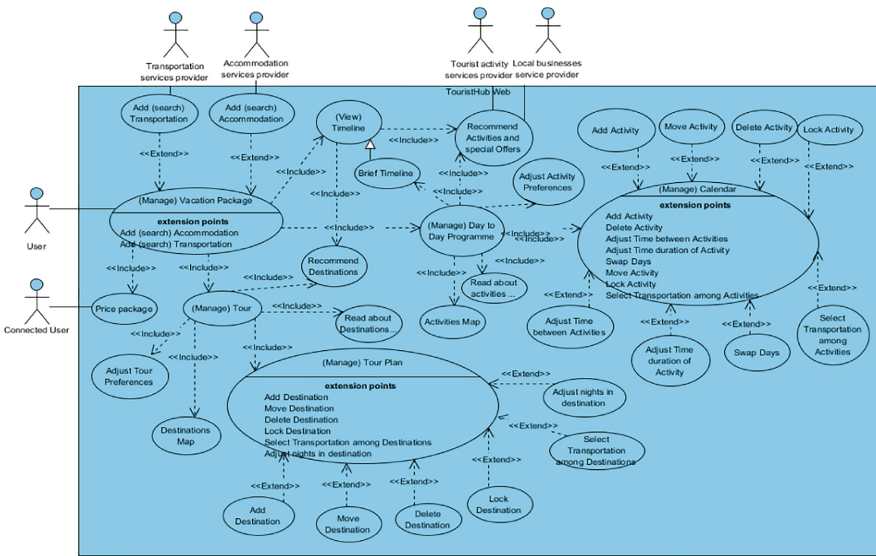 Transportation
services provider
Accommodation
services provider
Tourist activity
services provider
Local businesses
service provider
TouristHub Web
User
Connected User
Add (search)
Transportation
Add (search)
Accommodation
(View)
Timeline
Recommend
Activities and
special Offers
Add Activity
Move Activity
Delete Activity
Lock Activity
<<Extend>>
<<Extend>>
<<Include>>
<<Include>>
<<Extend>>
<<Extend>>
<<Extend>>
<<Extend>>
Brief Timeline
Adjust Activity
Preferences
<<Include>>
<<Include>>
<<Include>>
(Manage) Vacation Package
extension points
Add (search) Accommodation
Add (search) Transportation
<<Include>>
(Manage) Day to
Day Programme
<<Include>>
(Manage) Calendar
extension points
Add Activity
Delete Activity
Adjust Time between Activities
Adjust Time duration of Activity
Swap Days
Move Activity
Lock Activity
Select Transportation among Activities
<<Include>>
<<Include>>
<<Include>>
Recommend
Destinations
<<Include>>
<<Include>>
Read about
activities ...
<<Extend>>
<<Extend>>
Price package
(Manage) Tour
<<Include>>
Read about
Destinations...
Activities Map
Adjust Time
between Activities
<<Extend>>
<<Extend>>
Select
Transportation
among
Activities
<<Include>>
<<Include>>
<<Include>>
Adjust Time
duration of
Activity
Swap Days
Adjust Tour
Preferences
Destinations
Map
(Manage) Tour Plan
extension points
Add Destination
Move Destination
Delete Destination
Lock Destination
Select Transportation among Destinations
Adjust nights in destination
<<Extend>>
Adjust nights in
destination
<<Extend>>
Select
Transportation
among Destinations
<<Extend>>
<<Extend>>
<<Extend>>
<<Extend>>
Add
Destination
Move
Destination
Delete
Destination
Lock
Destination